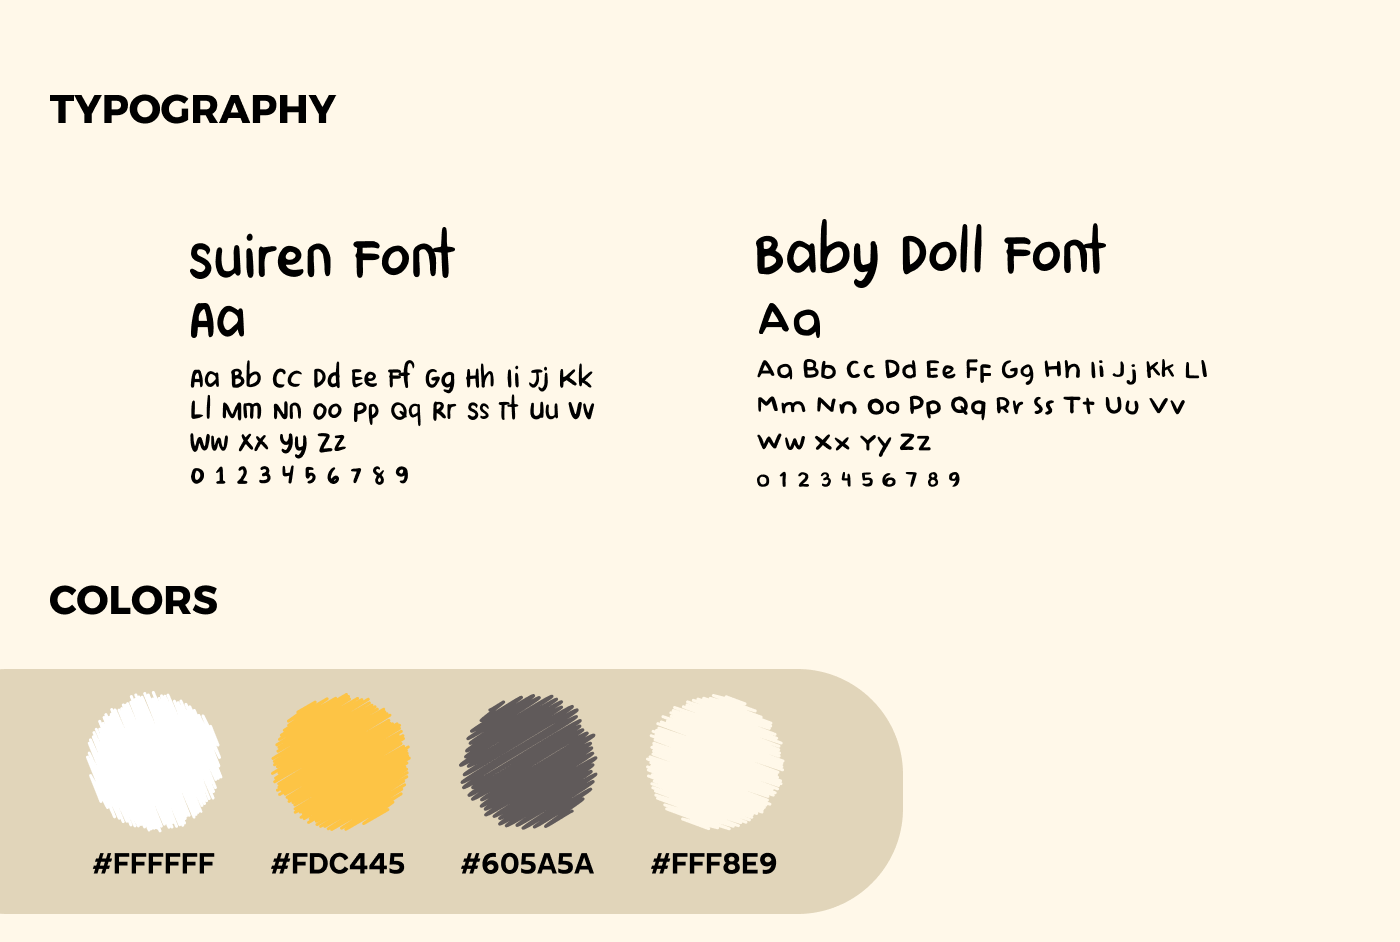 TYPOGRAPHY
Suiren Font
Aa
Aa Bb Cc Dd Ee Ff Gg Hh Ii Jj Kk
Ll Mm Nn Oo Pp Qq Rr Ss Tt Uu Vv
Ww Xx Yy Zz
0 1 2 3 4 5 6 7 8 9
Baby Doll Font
Aa
Aa Bb Cc Dd Ee Ff Gg Hh Ii Jj Kk Ll
Mm Nn Oo Pp Qq Rr Ss Tt Uu Vv
Ww Xx Yy Zz
0 1 2 3 4 5 6 7 8 9
COLORS
#FFFFFF #FDC445 #605A5A #FFF8E9